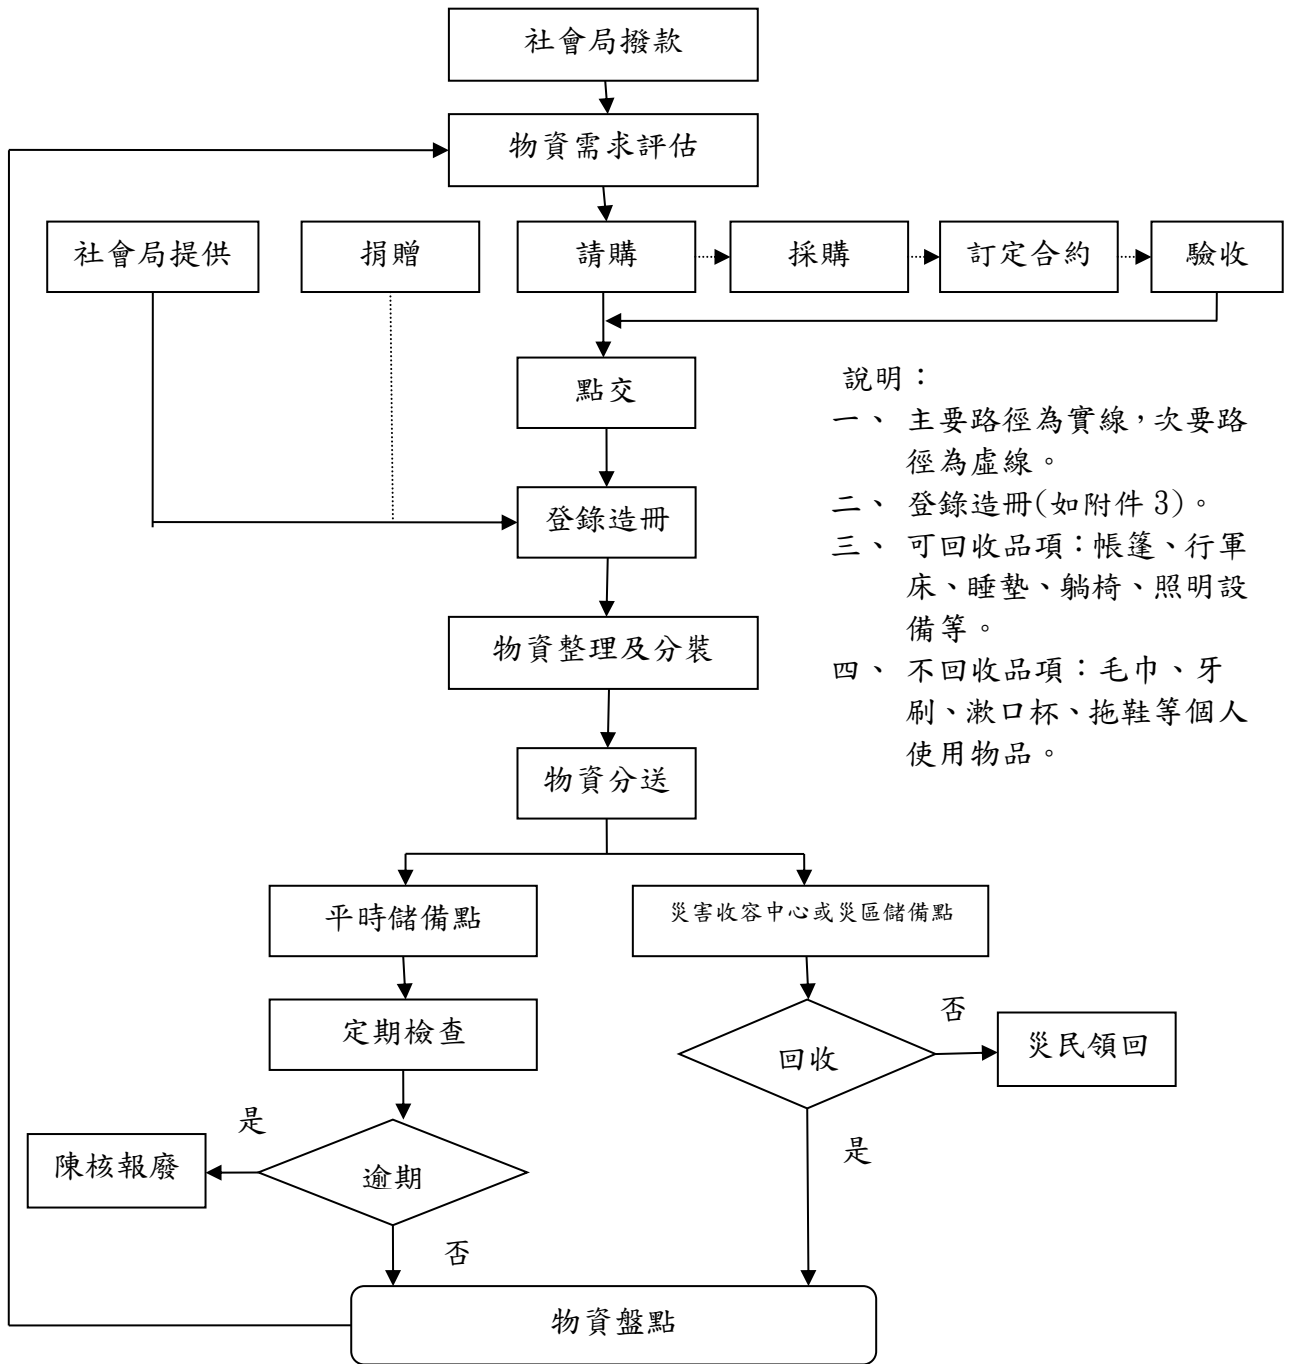 社會局撥款
物資需求評估
社會局提供
捐贈
請購
採購
訂定合約
驗收
點交
說明：
一、 主要路徑為實線，次要路
徑為虛線。
二、 登錄造冊(如附件 3)。
三、 可回收品項：帳篷、行軍
床、睡墊、躺椅、照明設
備等。
四、 不回收品項：毛巾、牙
刷、漱口杯、拖鞋等個人
使用物品。
登錄造冊
物資整理及分裝
物資分送
平時儲備點
災害收容中心或災區儲備點
定期檢查
回收
否
災民領回
是
陳核報廢
逾期
是
否
物資盤點